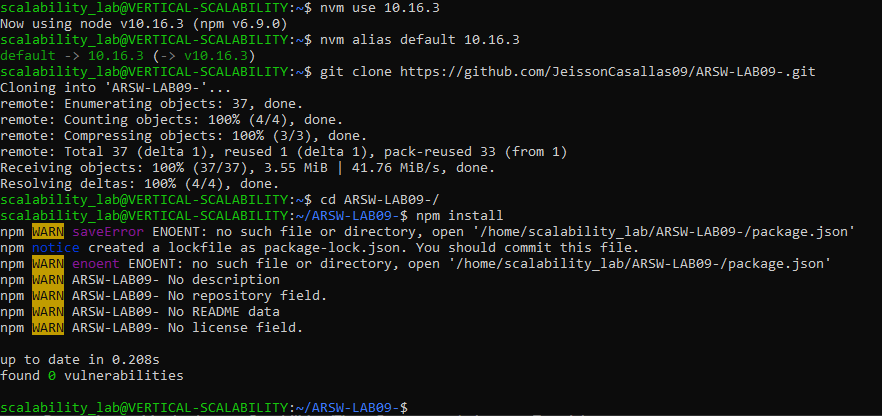 scalability_lab@VERTICAL-SCALABILITY:~$ nvm use 10.16.3
Now using node v10.16.3 (npm v6.9.0)
scalability_lab@VERTICAL-SCALABILITY:~$ nvm alias default 10.16.3
default -> 10.16.3 (-> v10.16.3)
scalability_lab@VERTICAL-SCALABILITY:~$ git clone https://github.com/JeissonCasallas09/ARSW-LAB09-.git
Cloning into 'ARSW-LAB09-'...
remote: Enumerating objects: 37, done.
remote: Counting objects: 100% (4/4), done.
remote: Compressing objects: 100% (3/3), done.
remote: Total 37 (delta 1), reused 1 (delta 1), pack-reused 33 (from 1)
Receiving objects: 100% (37/37), 3.55 MiB | 41.76 MiB/s, done.
Resolving deltas: 100% (4/4), done.
scalability_lab@VERTICAL-SCALABILITY:~$ cd ARSW-LAB09-/
scalability_lab@VERTICAL-SCALABILITY:~/ARSW-LAB09-$ npm install
npm WARN saveError ENOENT: no such file or directory, open '/home/scalability_lab/ARSW-LAB09-/package.json'
npm notice created a lockfile as package-lock.json. You should commit this file.
npm WARN enoent ENOENT: no such file or directory, open '/home/scalability_lab/ARSW-LAB09-/package.json'
npm WARN ARSW-LAB09- No description
npm WARN ARSW-LAB09- No repository field.
npm WARN ARSW-LAB09- No README data
npm WARN ARSW-LAB09- No license field.
up to date in 0.208s
found 0 vulnerabilities
scalability_lab@VERTICAL-SCALABILITY:~/ARSW-LAB09-$